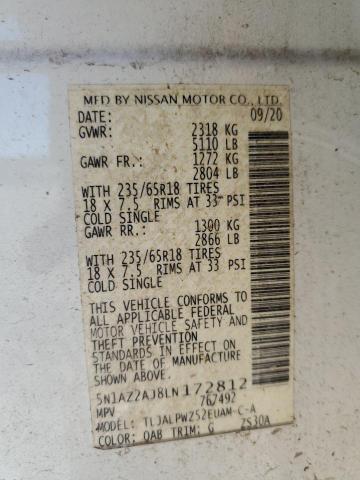 MFD BY NISSAN MOTOR CO., LTD.
DATE: 09/20
GVWR: 2318 KG
5110 LB
GAWR FR.: 1272 KG
2804 LB
WITH 235/65R18 TIRES
18 X 7.5 RIMS AT 33 PSI
COLD SINGLE
GAWR RR.: 1300 KG
2866 LB
WITH 235/65R18 TIRES
18 X 7.5 RIMS AT 33 PSI
COLD SINGLE
THIS VEHICLE CONFORMS TO
ALL APPLICABLE FEDERAL
MOTOR VEHICLE SAFETY AND
THEFT PREVENTION
STANDARDS IN EFFECT ON
THE DATE OF MANUFACTURE
SHOWN ABOVE.
5N1AZ2AJ8LN172812
MPV 767492
MODEL: TLJALPWZ52EUAM-C-A
COLOR: QAB TRIM: G ZS30A